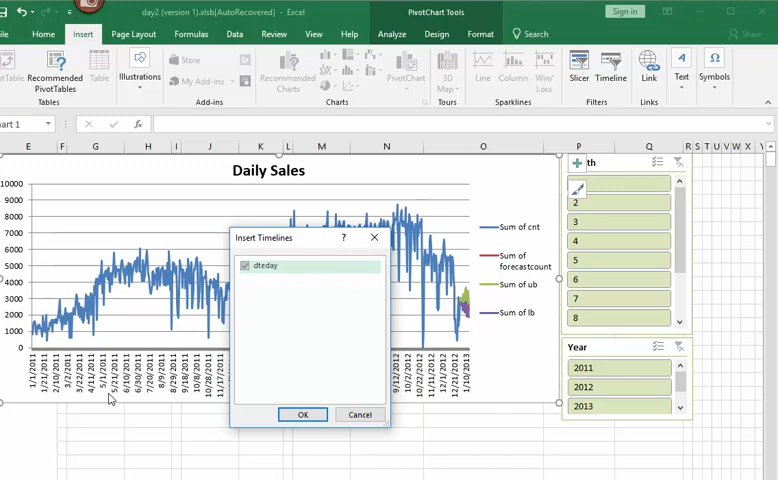 day2 (version 1).xlsb[AutoRecovered] - Excel
PivotChart Tools
Sign in
Home Insert Page Layout Formulas Data Review View Help Analyze Design Format Search Share
Recommended PivotTables
Table
Illustrations
Store
My Add-ins
Recommended Charts
PivotChart
3D Map
Line
Column
Win/ Loss
Slicer
Timeline
Link
Text
Symbols
Tables
Add-ins
Charts
Tours
Sparklines
Filters
Links
fx
E F G H I J K L M N O P Q R S T U V W X
Daily Sales
10000
9000
8000
7000
6000
5000
4000
3000
2000
1000
0
1/1/2011
1/21/2011
2/10/2011
3/2/2011
3/22/2011
4/11/2011
5/1/2011
5/21/2011
6/10/2011
6/30/2011
7/20/2011
8/9/2011
8/29/2011
9/18/2011
10/8/2011
10/28/2011
9/12/2012
10/2/2012
10/22/2012
11/11/2012
12/1/2012
12/21/2012
1/10/2013
Sum of cnt
Sum of forecastcount
Sum of ub
Sum of lb
Insert Timelines
?
dteday
OK
Cancel
2
3
4
5
6
7
8
Year
2011
2012
2013